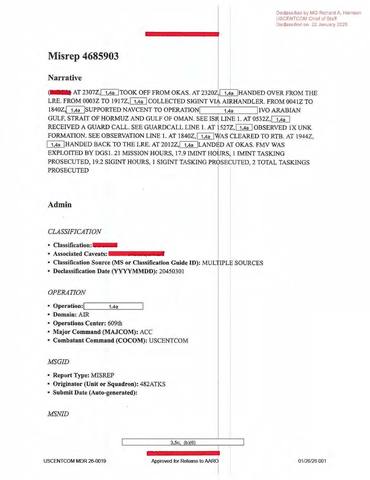 Declassified by MG Richard A. Harrison
USCENTCOM Chief of Staff
Declassified on: 22 January 2026
Misrep 4685903
Narrative
AT 2307Z, 1.4a TOOK OFF FROM OKAS. AT 2320Z, 1.4a HANDED OVER FROM THE
LRE. FROM 0003Z TO 1917Z, 1.4a COLLECTED SIGINT VIA AIRHANDLER. FROM 0041Z TO
1840Z, 1.4a SUPPORTED NAVCENT TO OPERATION 1.4a IVO ARABIAN
GULF, STRAIT OF HORMUZ AND GULF OF OMAN. SEE ISR LINE 1. AT 0532Z, 1.4a
RECEIVED A GUARD CALL. SEE GUARDCALL LINE 1. AT 1527Z, 1.4a OBSERVED 1X UNK
FORMATION. SEE OBSERVATION LINE 1. AT 1840Z, 1.4a WAS CLEARED TO RTB. AT 1944Z,
1.4a HANDED BACK TO THE LRE. AT 2012Z, 1.4a LANDED AT OKAS. FMV WAS
EXPLOITED BY DGS1. 21 MISSION HOURS, 17.9 IMINT HOURS, 1 IMINT TASKING
PROSECUTED, 19.2 SIGINT HOURS, 1 SIGINT TASKING PROSECUTED, 2 TOTAL TASKINGS
PROSECUTED
Admin
CLASSIFICATION
• Classification:
• Associated Caveats:
• Classification Source (MS or Classification Guide ID): MULTIPLE SOURCES
• Declassification Date (YYYYMMDD): 20450301
OPERATION
• Operation: 1.4a
• Domain: AIR
• Operations Center: 609th
• Major Command (MAJCOM): ACC
• Combatant Command (COCOM): USCENTCOM
MSGID
• Report Type: MISREP
• Originator (Unit or Squadron): 482ATKS
• Submit Date (Auto-generated):
MSNID
3.5c, (b)(6)
USCENTCOM MDR 26-0019 Approved for Release to AARO 01/26/26 001